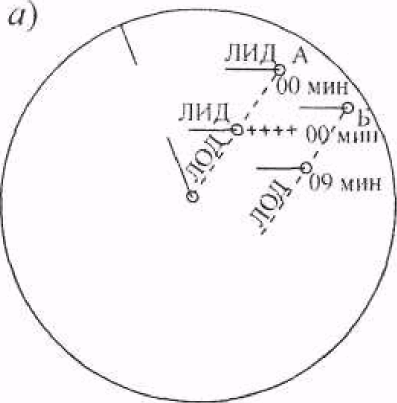 а)
ЛИД А
00 мин
ЛИД Б
++++ 00 мин
ЛОД
09 мин
ЛОД